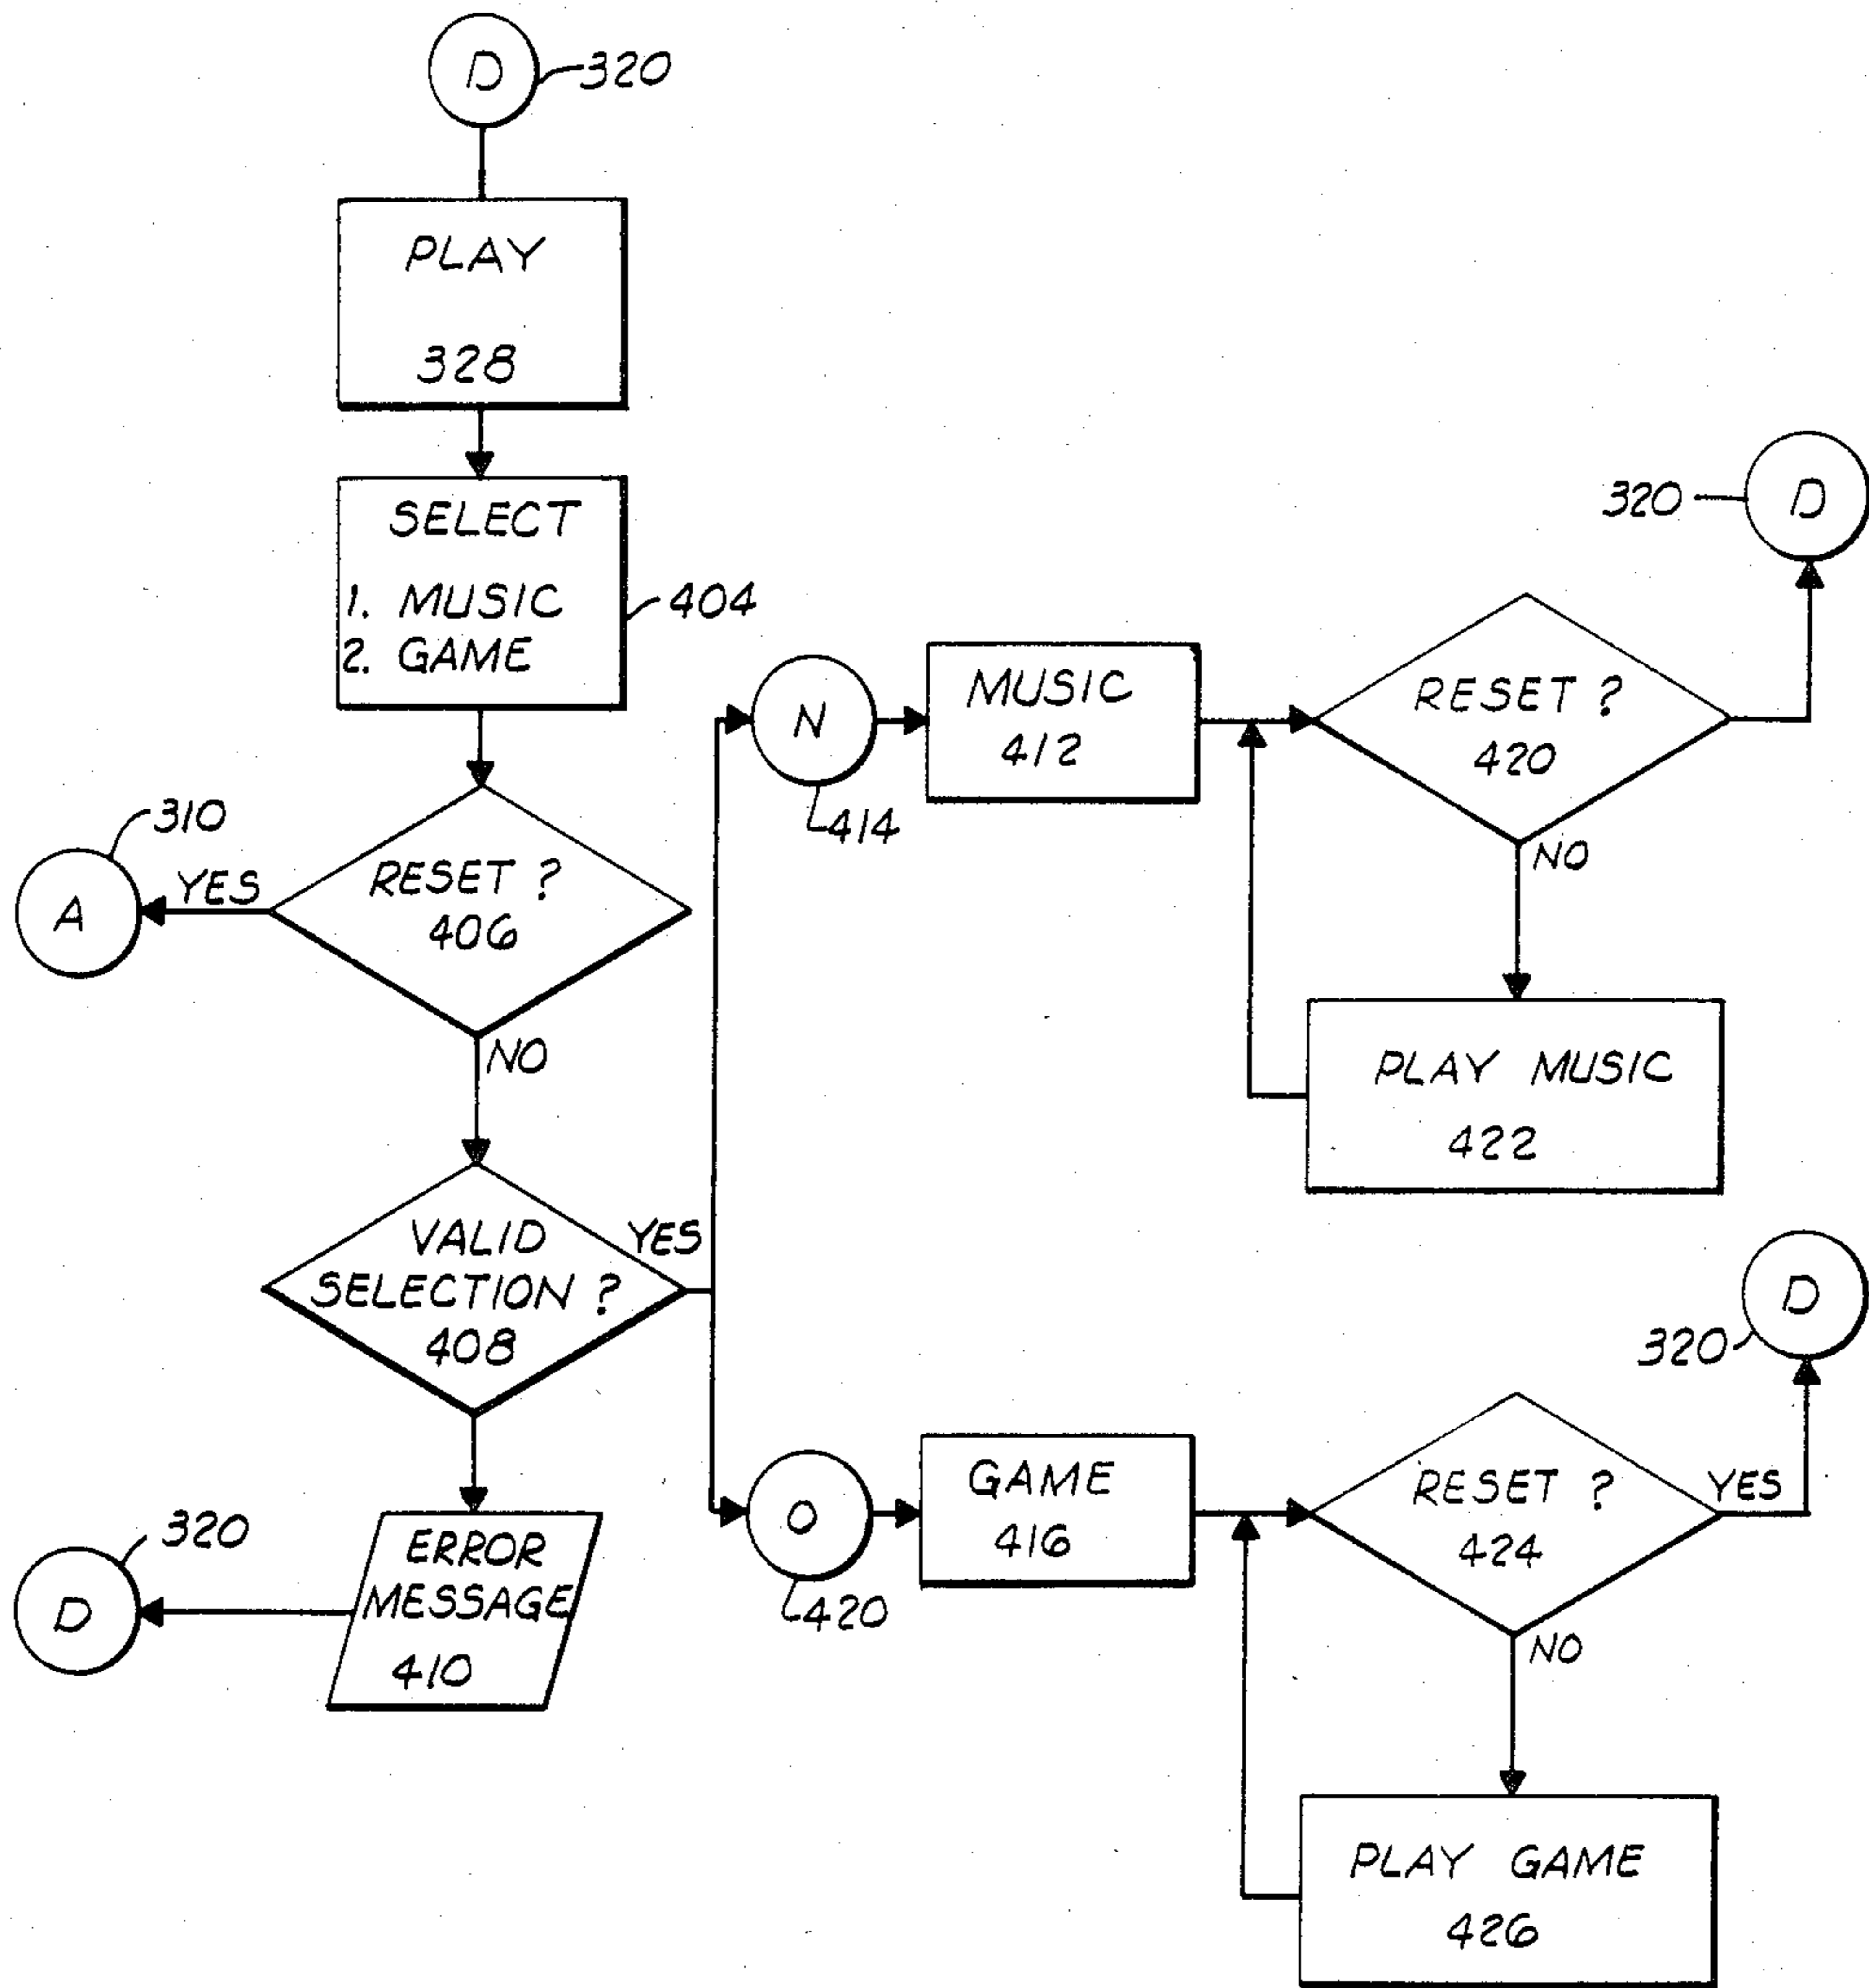 D
320
PLAY
328
SELECT
1. MUSIC
2. GAME
404
RESET ?
406
YES
310
A
NO
VALID
SELECTION ?
408
YES
ERROR
MESSAGE
410
320
D
N
414
MUSIC
412
RESET ?
420
320
D
NO
PLAY MUSIC
422
O
420
GAME
416
RESET ?
424
YES
320
D
NO
PLAY GAME
426